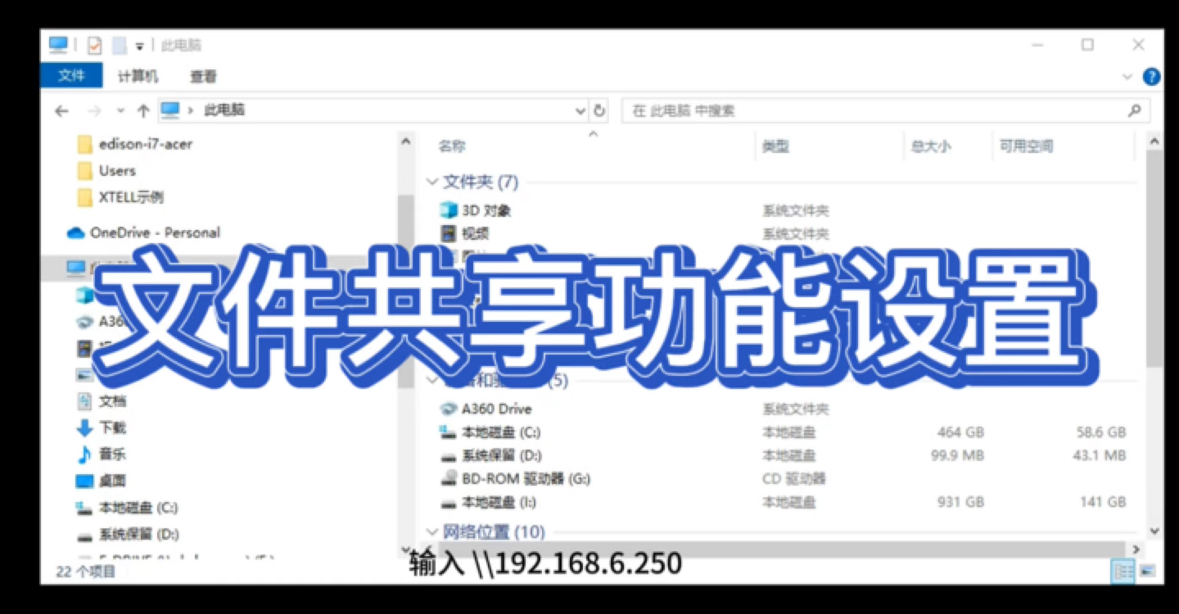 此电脑
文件 计算机 查看
此电脑
在 此电脑 中搜索
edison-i7-acer
Users
XTELL示例
OneDrive - Personal
文档
下载
音乐
桌面
本地磁盘 (C:)
系统保留 (D:)
22 个项目
名称 类型 总大小 可用空间
文件夹 (7)
3D 对象 系统文件夹
视频 系统文件夹
文件共享功能设置
(5)
A360 Drive 系统文件夹
本地磁盘 (C:) 本地磁盘 464 GB 58.6 GB
系统保留 (D:) 本地磁盘 99.9 MB 43.1 MB
BD-ROM 驱动器 (G:) CD 驱动器
本地磁盘 (I:) 本地磁盘 931 GB 141 GB
网络位置 (10)
输入 \\192.168.6.250